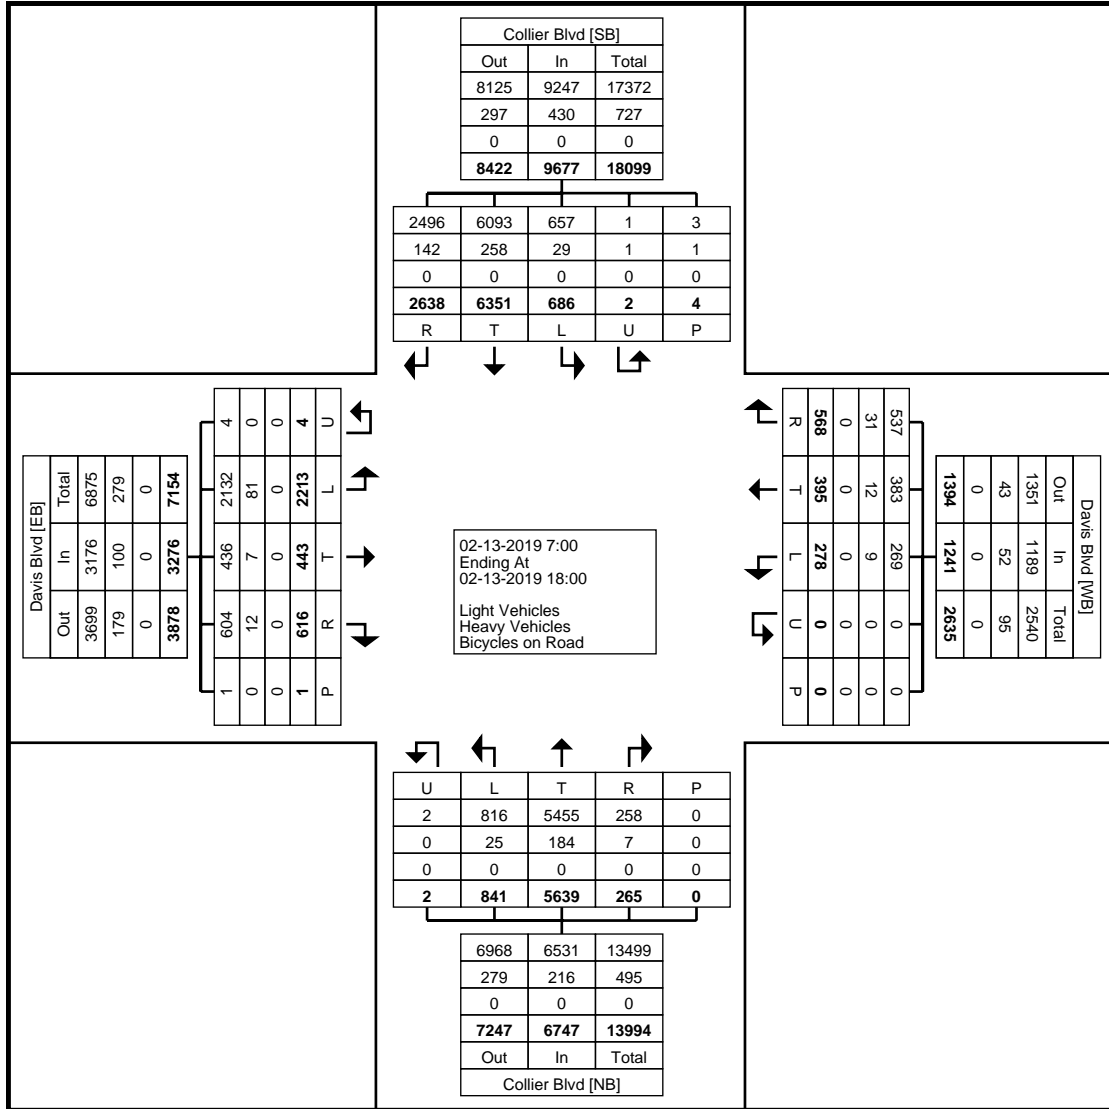 Collier Blvd [SB]
Out In Total
8125 9247 17372
297 430 727
0 0 0
8422 9677 18099
2496 6093 657 1 3
142 258 29 1 1
0 0 0 0 0
2638 6351 686 2 4
R T L U P
Davis Blvd [EB]
Total In Out
6875 3176 3699
279 100 179
0 0 0
7154 3276 3878
4 2132 436 604 1
0 81 7 12 0
0 0 0 0 0
4 2213 443 616 1
U L T R P
02-13-2019 7:00
Ending At
02-13-2019 18:00
Light Vehicles
Heavy Vehicles
Bicycles on Road
R T L U P
568 395 278 0 0
0 0 0 0 0
31 12 9 0 0
537 383 269 0 0
Davis Blvd [WB]
Out In Total
1351 1189 2540
43 52 95
0 0 0
1394 1241 2635
U L T R P
2 816 5455 258 0
0 25 184 7 0
0 0 0 0 0
2 841 5639 265 0
6968 6531 13499
279 216 495
0 0 0
7247 6747 13994
Out In Total
Collier Blvd [NB]